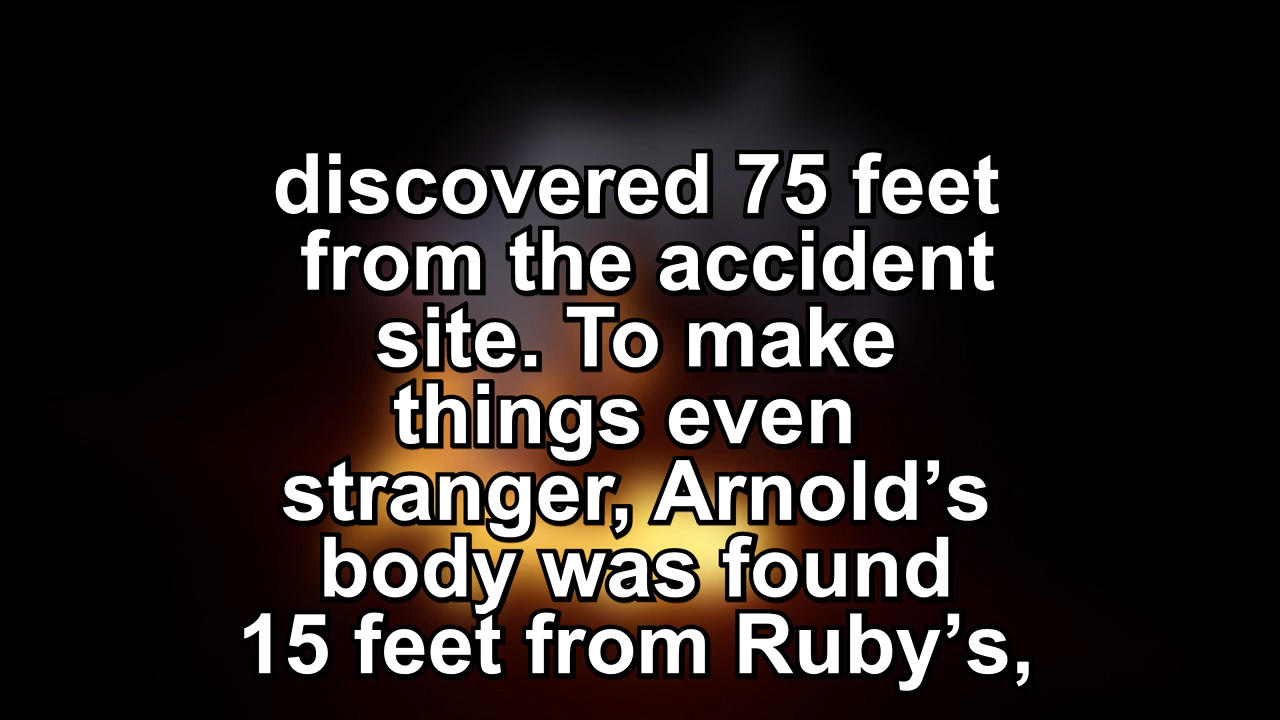 discovered 75 feet
from the accident
site. To make
things even
stranger, Arnold’s
body was found
15 feet from Ruby’s,